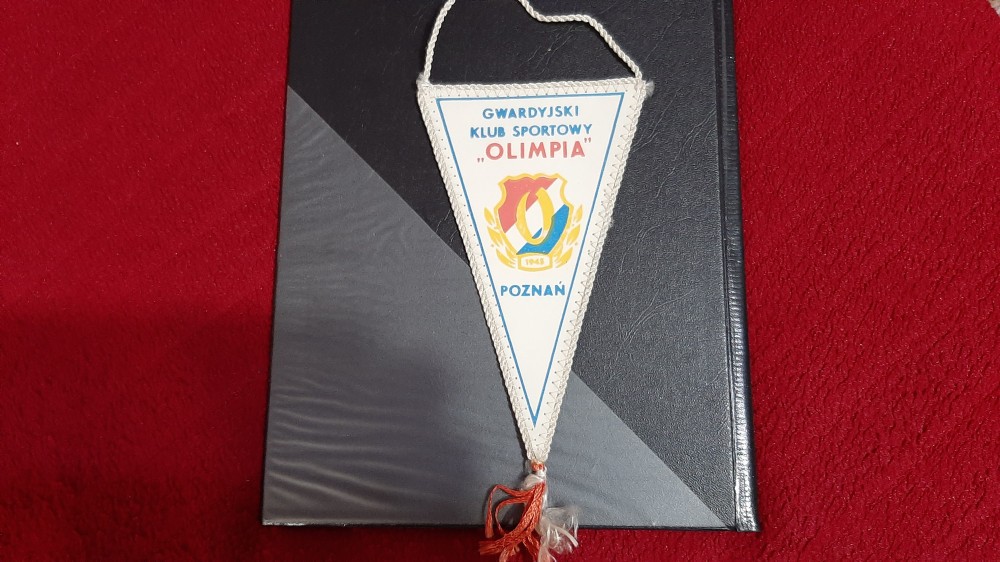 GWARDYJSKI
KLUB SPORTOWY
„OLIMPIA"
1945
POZNAŃ